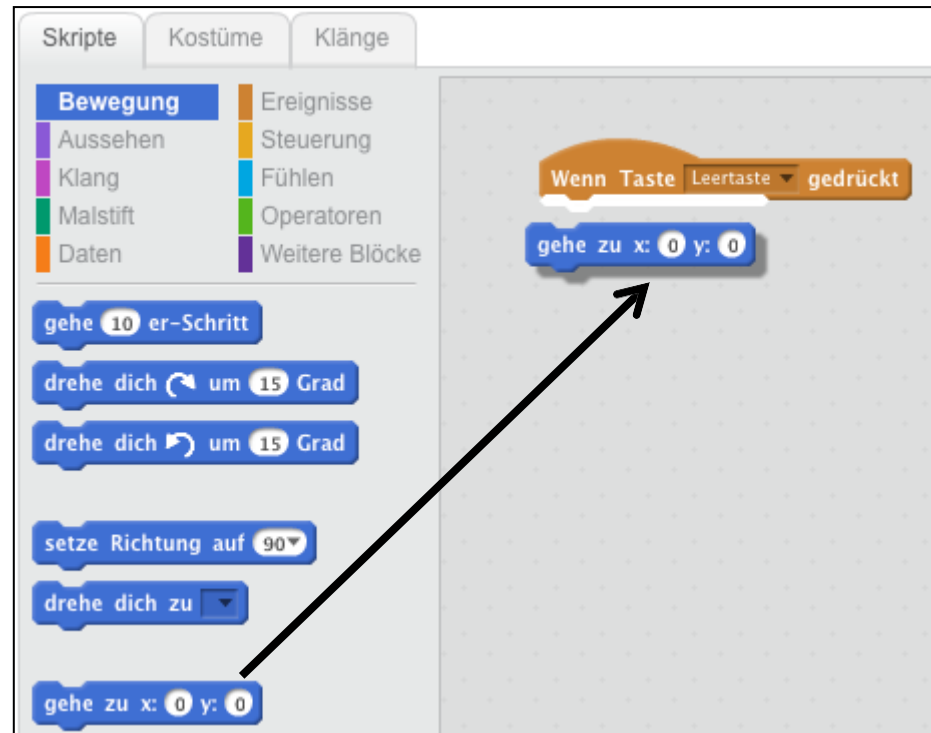 Skripte Kostüme Klänge
Bewegung Ereignisse
Aussehen Steuerung
Klang Fühlen
Malstift Operatoren
Daten Weitere Blöcke
gehe 10 er-Schritt
drehe dich um 15 Grad
drehe dich um 15 Grad
setze Richtung auf 90
drehe dich zu
gehe zu x: 0 y: 0
Wenn Taste Leertaste gedrückt
gehe zu x: 0 y: 0